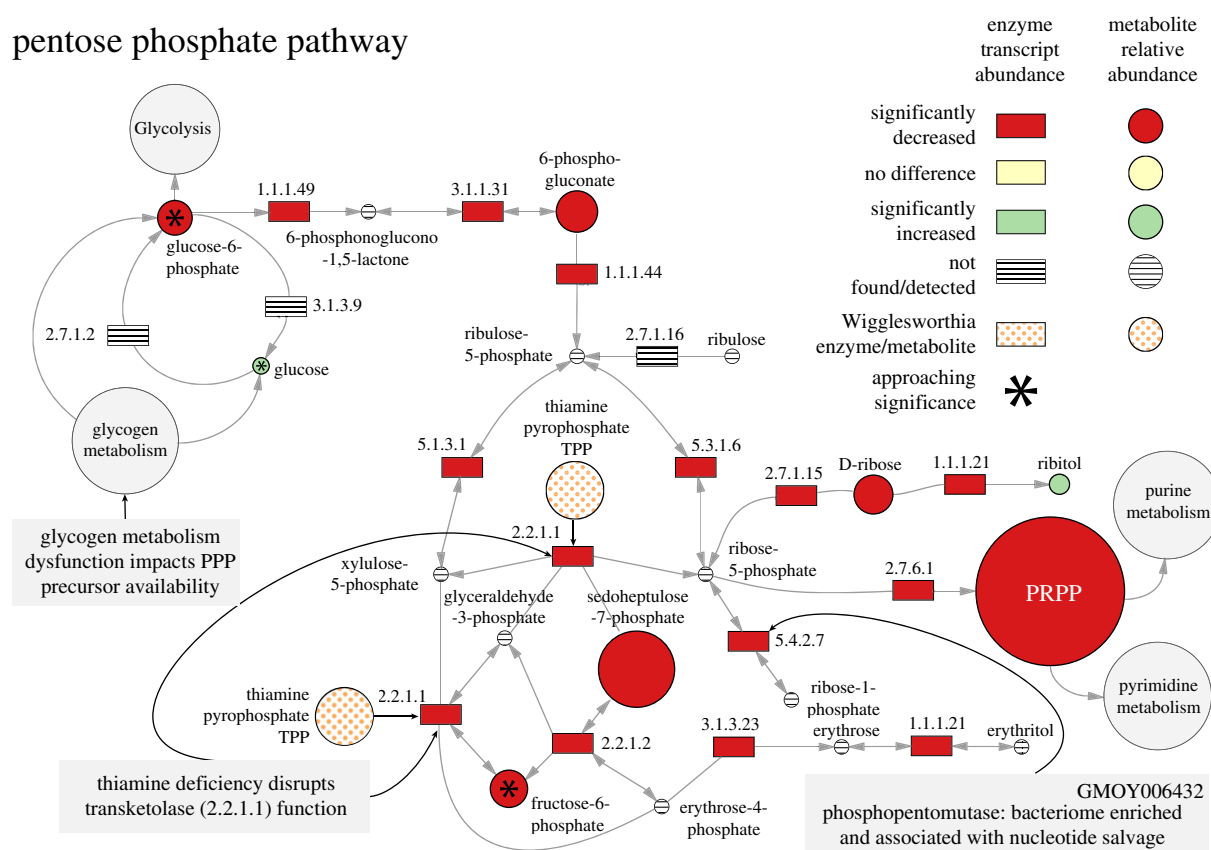 pentose phosphate pathway
enzyme
transcript
abundance
metabolite
relative
abundance
significantly
decreased
no difference
significantly
increased
not
found/detected
Wigglesworthia
enzyme/metabolite
approaching
significance
*
Glycolysis
1.1.1.49
3.1.1.31
6-phospho-
gluconate
*
glucose-6-
phosphate
6-phosphonoglucono
-1,5-lactone
1.1.1.44
2.7.1.2
3.1.3.9
ribulose-
5-phosphate
2.7.1.16
ribulose
*
glucose
glycogen
metabolism
thiamine
pyrophosphate
TPP
5.1.3.1
5.3.1.6
2.7.1.15
D-ribose
1.1.1.21
ribitol
purine
metabolism
glycogen metabolism
dysfunction impacts PPP
precursor availability
2.2.1.1
xylulose-
5-phosphate
ribose-
5-phosphate
2.7.6.1
PRPP
glyceraldehyde
-3-phosphate
sedoheptulose
-7-phosphate
5.4.2.7
ribose-1-
phosphate
pyrimidine
metabolism
thiamine
pyrophosphate
TPP
2.2.1.1
2.2.1.2
3.1.3.23
erythrose
1.1.1.21
erythritol
thiamine deficiency disrupts
transketolase (2.2.1.1) function
*
fructose-6-
phosphate
erythrose-4-
phosphate
GMOY006432
phosphopentomutase: bacteriome enriched
and associated with nucleotide salvage